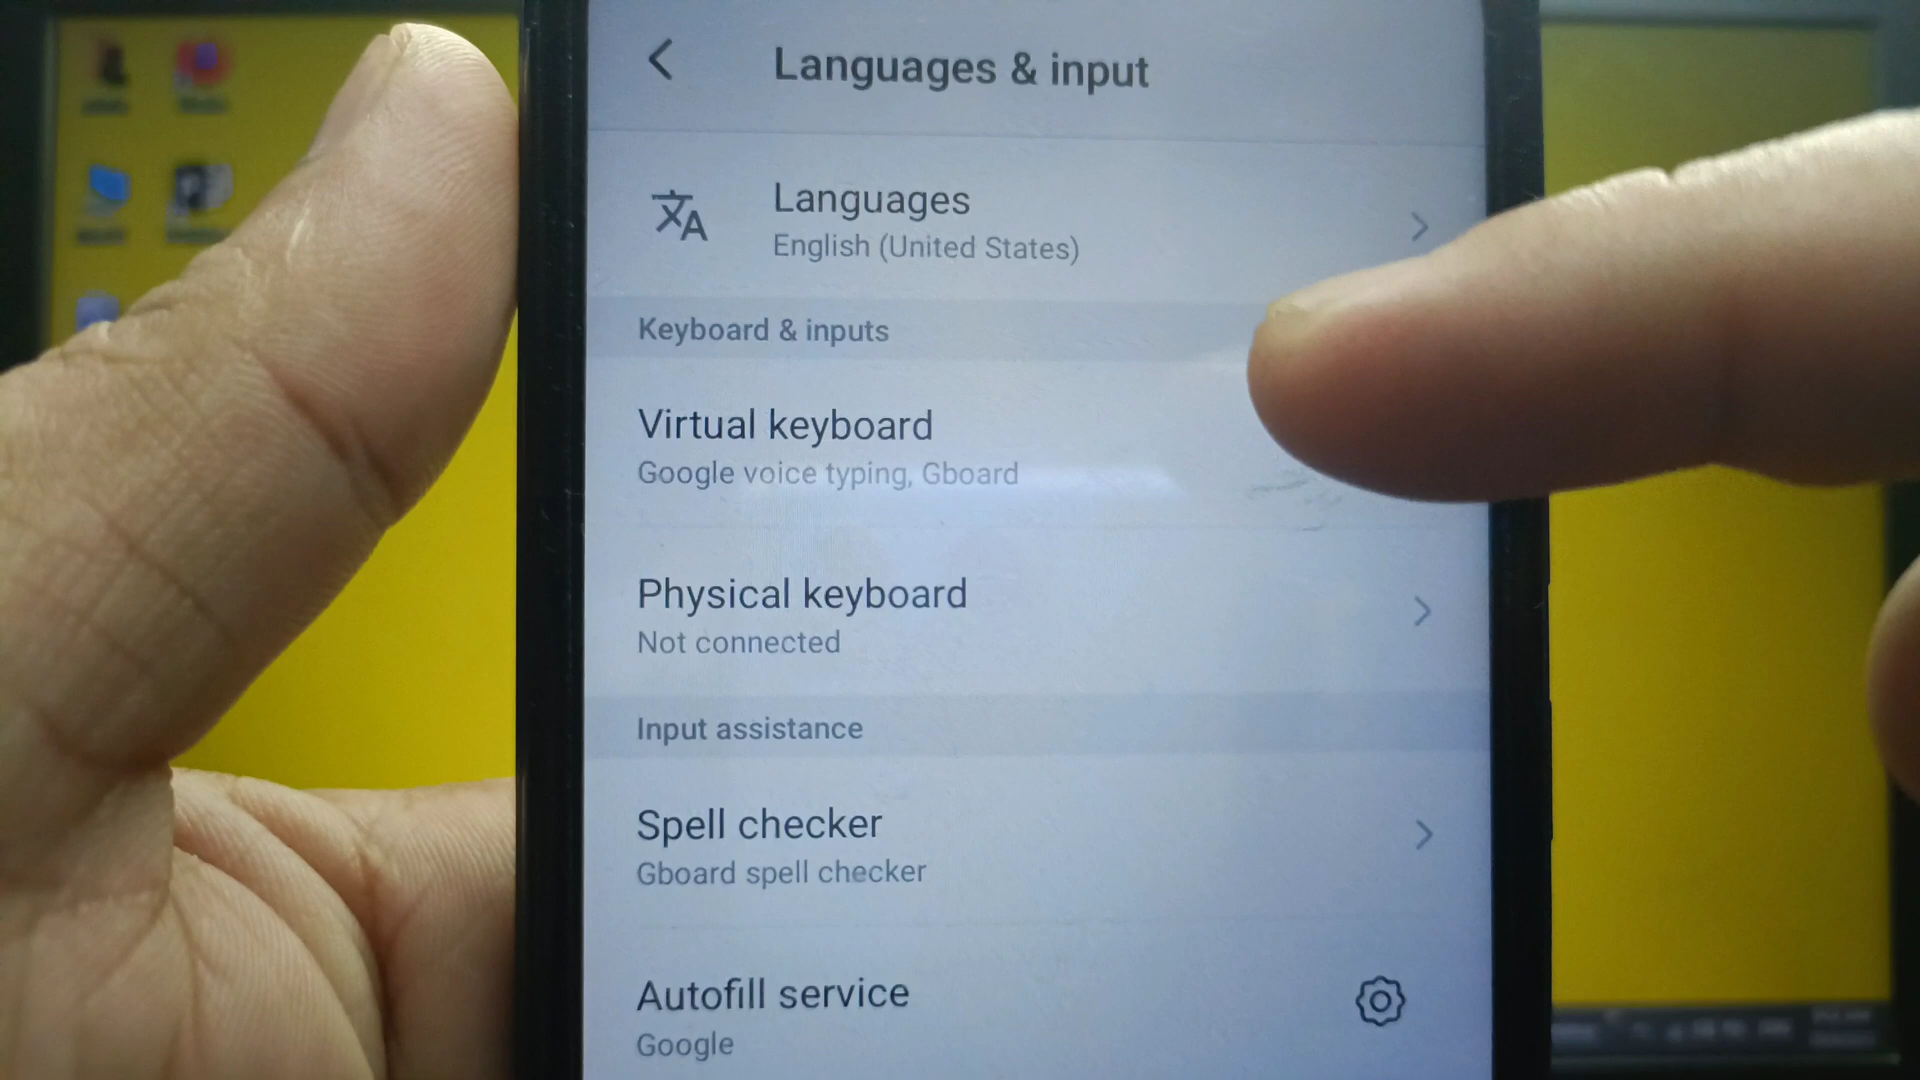 Languages & input
Languages
English (United States)
Keyboard & inputs
Virtual keyboard
Google voice typing, Gboard
Physical keyboard
Not connected
Input assistance
Spell checker
Gboard spell checker
Autofill service
Google